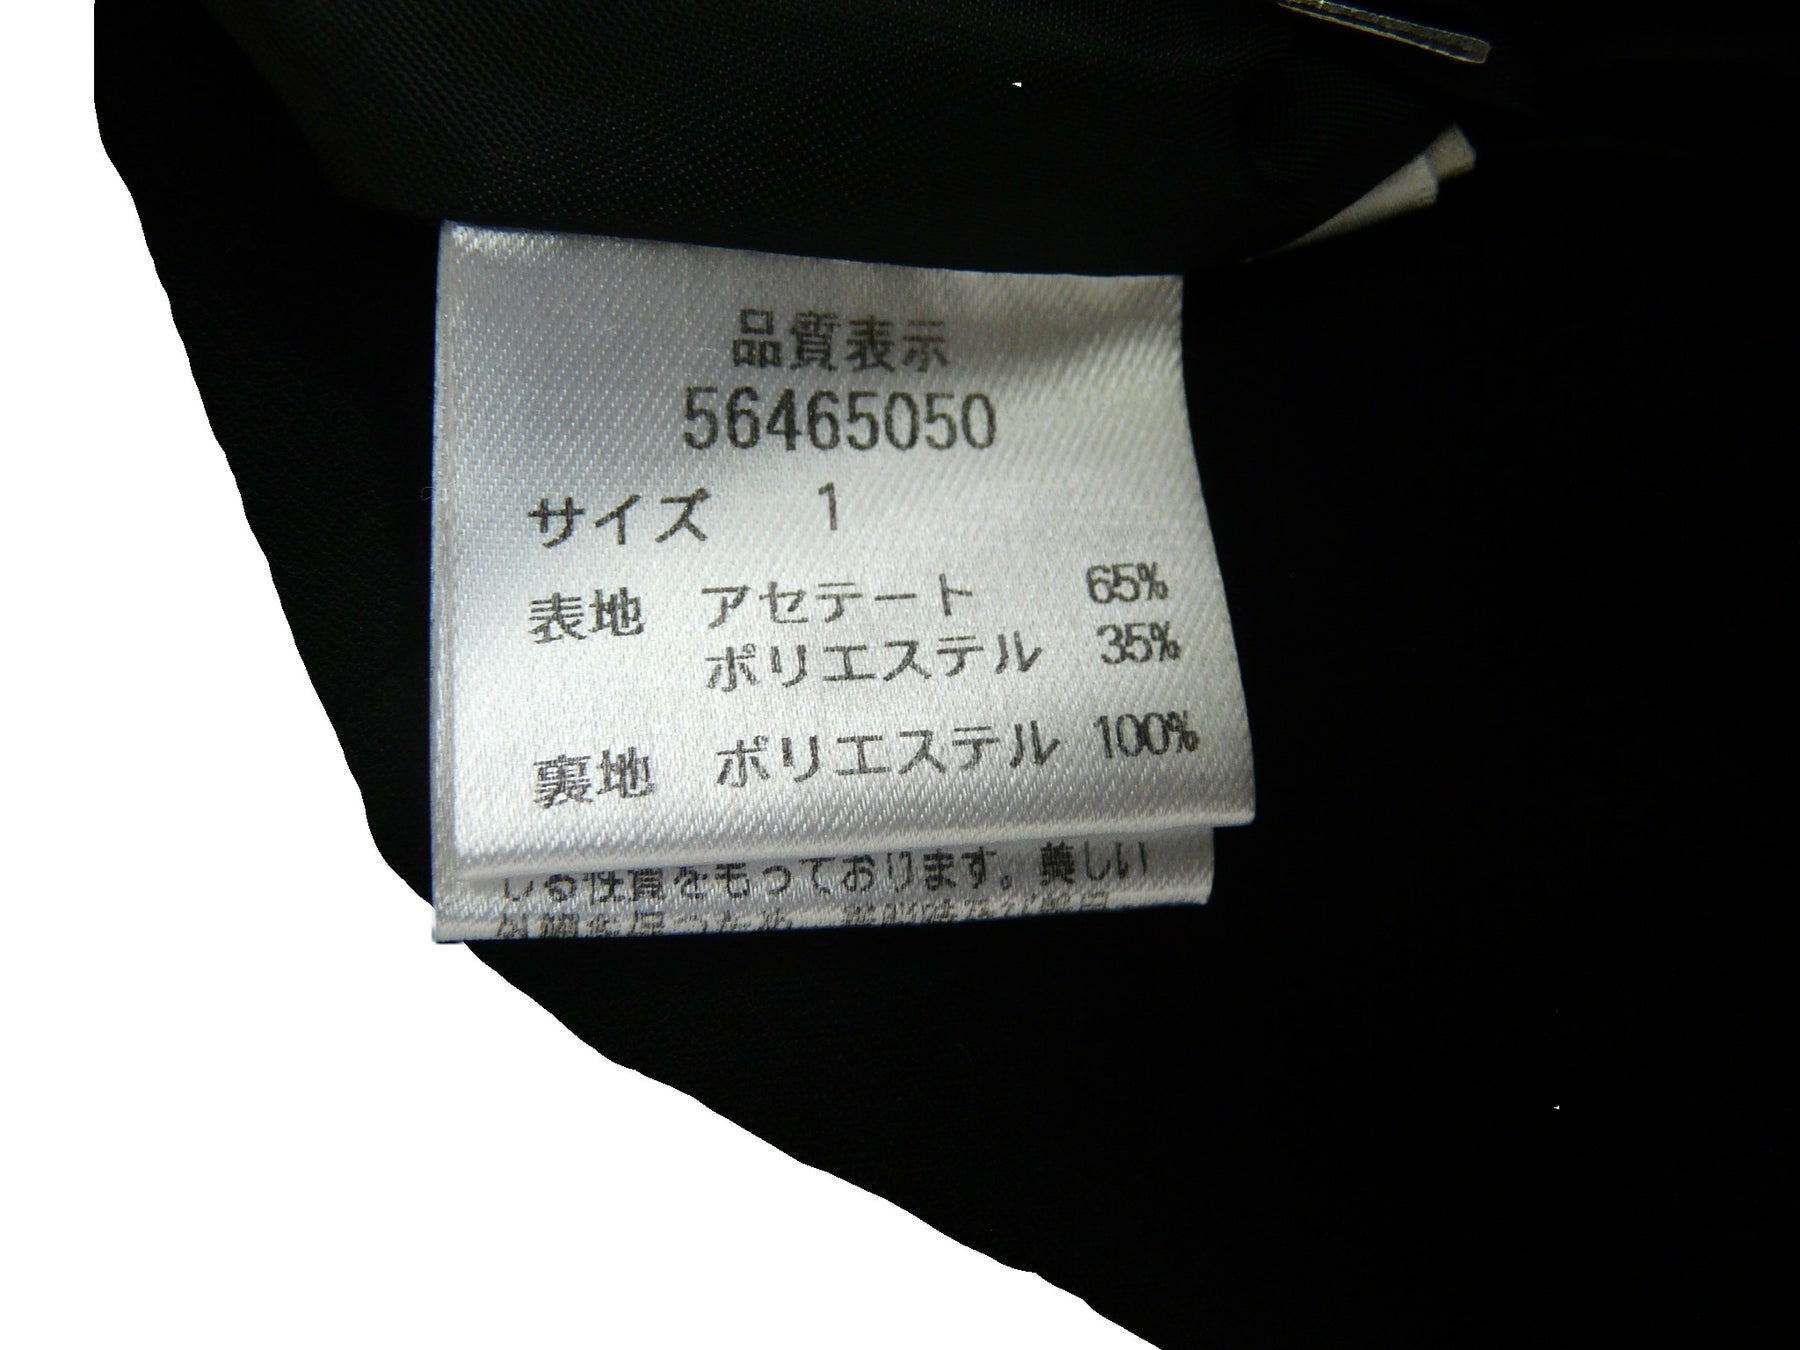 品質表示
56465050
サイズ 1
表地 アセテート 65%
ポリエステル 35%
裏地 ポリエステル 100%
いる性質をもっております。美しい